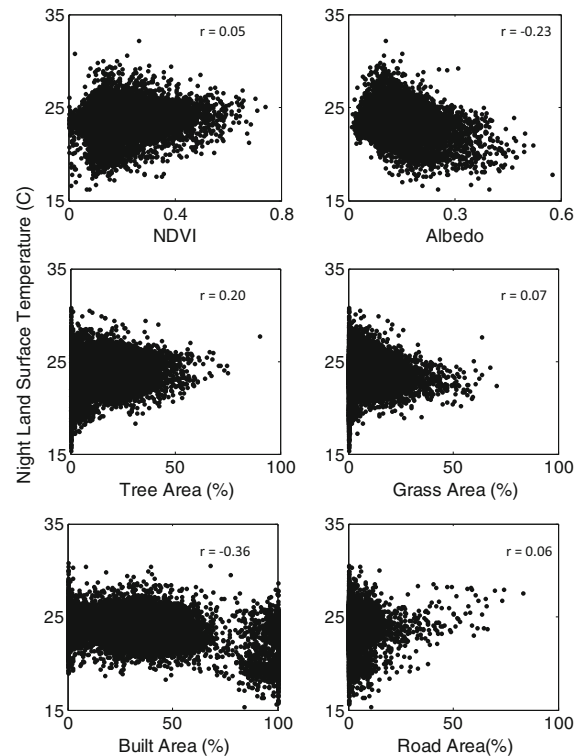 Night Land Surface Temperature (C)
35
25
15
r = 0.05
0
0.4
0.8
NDVI
35
25
15
r = -0.23
0
0.3
0.6
Albedo
35
25
15
r = 0.20
0
50
100
Tree Area (%)
35
25
15
r = 0.07
0
50
100
Grass Area (%)
35
25
15
r = -0.36
0
50
100
Built Area (%)
35
25
15
r = 0.06
0
50
100
Road Area(%)